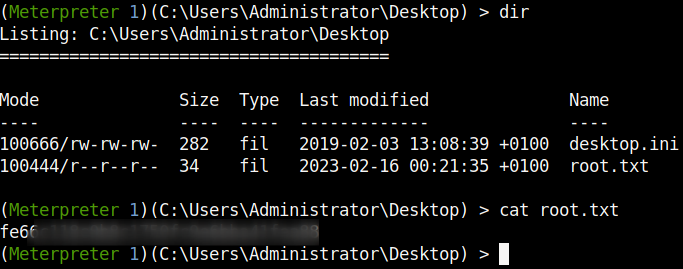 (Meterpreter 1)(C:\Users\Administrator\Desktop) > dir
Listing: C:\Users\Administrator\Desktop
=======================================
Mode              Size  Type  Last modified              Name
----              ----  ----  -------------              ----
100666/rw-rw-rw-  282   fil   2019-02-03 13:08:39 +0100  desktop.ini
100444/r--r--r--  34    fil   2023-02-16 00:21:35 +0100  root.txt
(Meterpreter 1)(C:\Users\Administrator\Desktop) > cat root.txt
fe66
(Meterpreter 1)(C:\Users\Administrator\Desktop) >